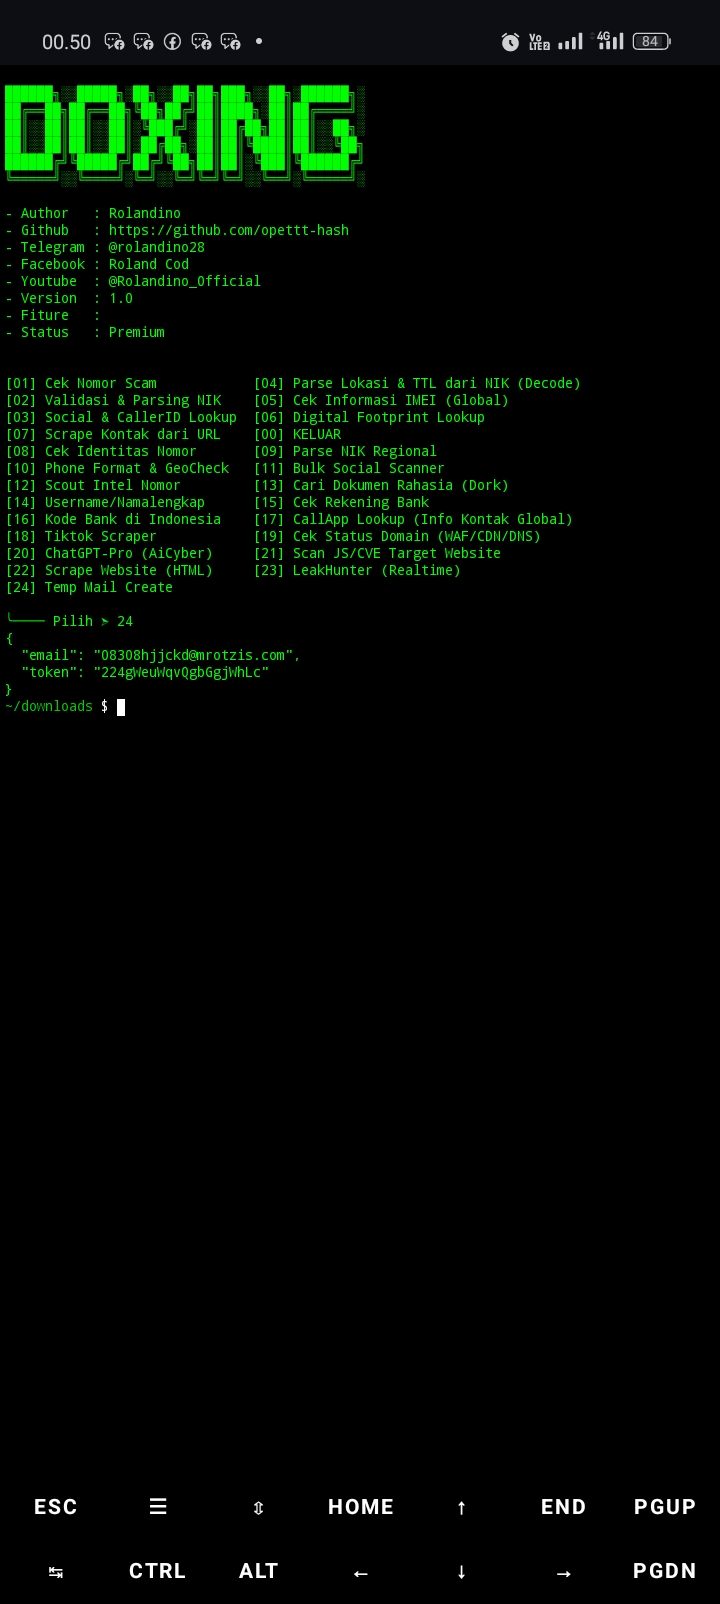 00.50 Vo LTE2 4G 84
DOXING
- Author   : Rolandino
- Github   : https://github.com/opettt-hash
- Telegram : @rolandino28
- Facebook : Roland Cod
- Youtube  : @Rolandino_Official
- Version  : 1.0
- Fiture   :
- Status   : Premium
[01] Cek Nomor Scam            [04] Parse Lokasi & TTL dari NIK (Decode)
[02] Validasi & Parsing NIK    [05] Cek Informasi IMEI (Global)
[03] Social & CallerID Lookup  [06] Digital Footprint Lookup
[07] Scrape Kontak dari URL    [00] KELUAR
[08] Cek Identitas Nomor       [09] Parse NIK Regional
[10] Phone Format & GeoCheck   [11] Bulk Social Scanner
[12] Scout Intel Nomor         [13] Cari Dokumen Rahasia (Dork)
[14] Username/Namalengkap      [15] Cek Rekening Bank
[16] Kode Bank di Indonesia    [17] CallApp Lookup (Info Kontak Global)
[18] Tiktok Scraper            [19] Cek Status Domain (WAF/CDN/DNS)
[20] ChatGPT-Pro (AiCyber)     [21] Scan JS/CVE Target Website
[22] Scrape Website (HTML)     [23] LeakHunter (Realtime)
[24] Temp Mail Create
╰──── Pilih ➤ 24
{
  "email": "08308hjjckd@mrotzis.com",
  "token": "224gWeuWqvQgbGgjWhLc"
}
~/downloads $
ESC ☰ ⇳ HOME ↑ END PGUP
↹ CTRL ALT ← ↓ → PGDN